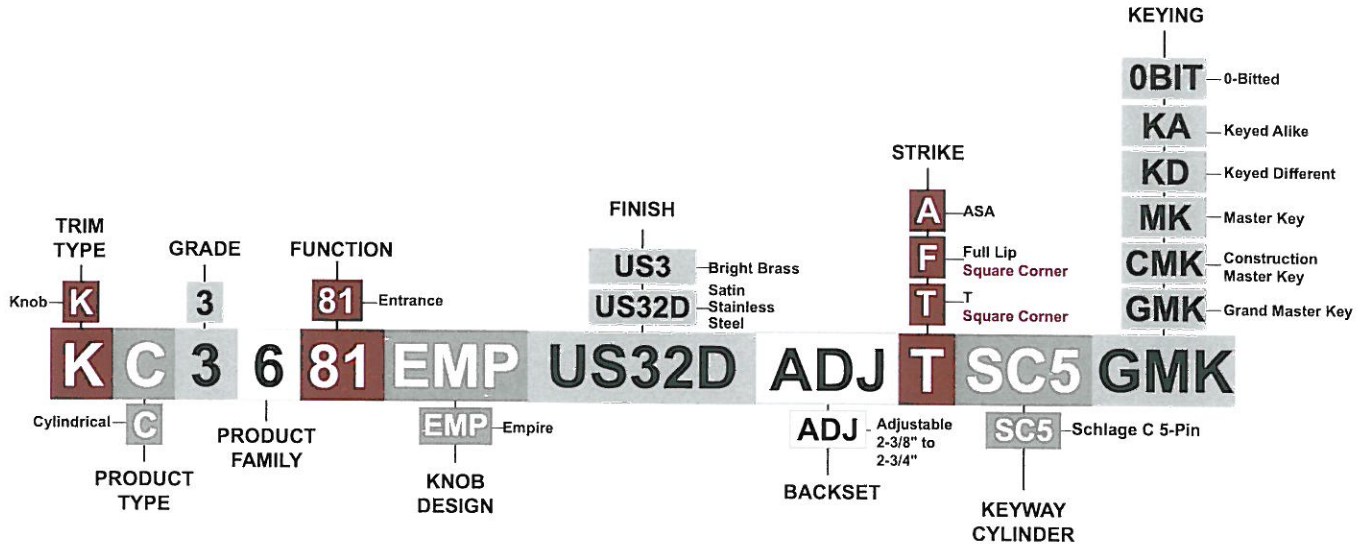 KEYING
0BIT 0-Bitted
KA Keyed Alike
KD Keyed Different
MK Master Key
CMK Construction
Master Key
GMK Grand Master Key
STRIKE
A ASA
F Full Lip
Square Corner
T T
Square Corner
FINISH
US3 Bright Brass
US32D Satin
Stainless
Steel
FUNCTION
81 Entrance
GRADE
3
TRIM
TYPE
Knob K
K C 3 6 81 EMP US32D ADJ T SC5 GMK
Cylindrical C
PRODUCT
TYPE
PRODUCT
FAMILY
EMP Empire
KNOB
DESIGN
ADJ Adjustable
2-3/8" to
2-3/4"
BACKSET
SC5 Schlage C 5-Pin
KEYWAY
CYLINDER